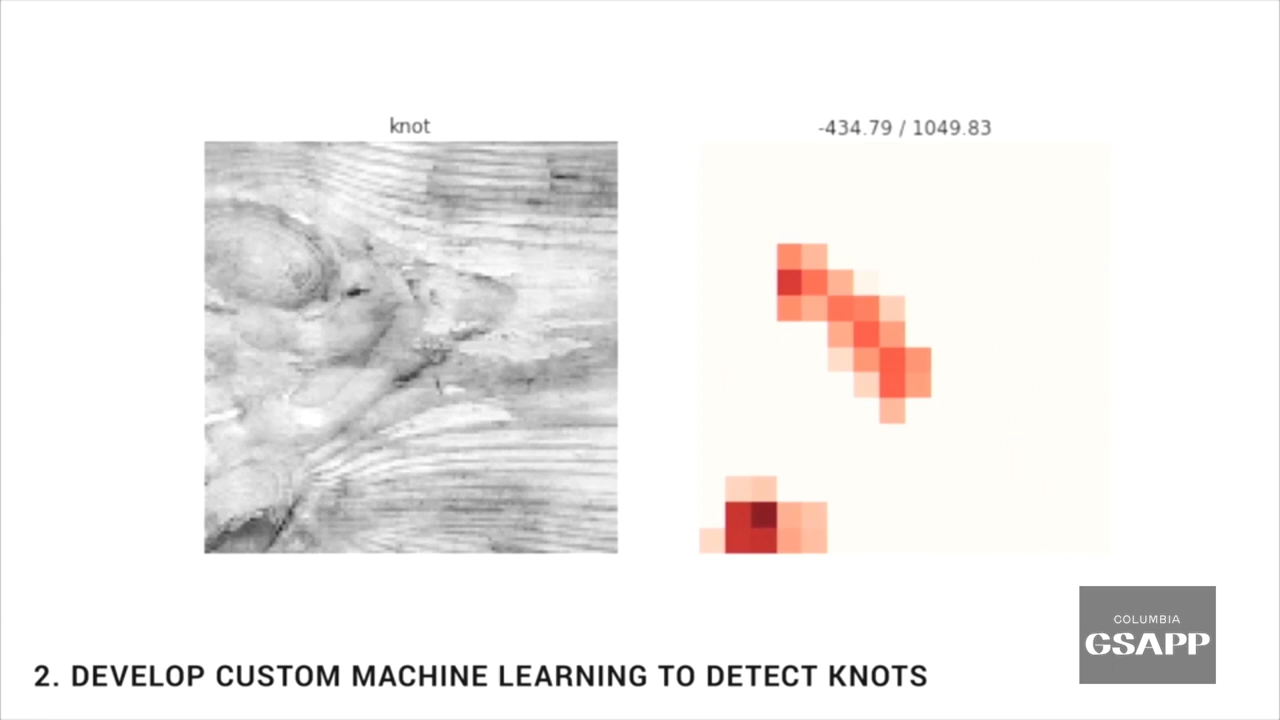 knot
-434.79 / 1049.83
COLUMBIA
GSAPP
2. DEVELOP CUSTOM MACHINE LEARNING TO DETECT KNOTS